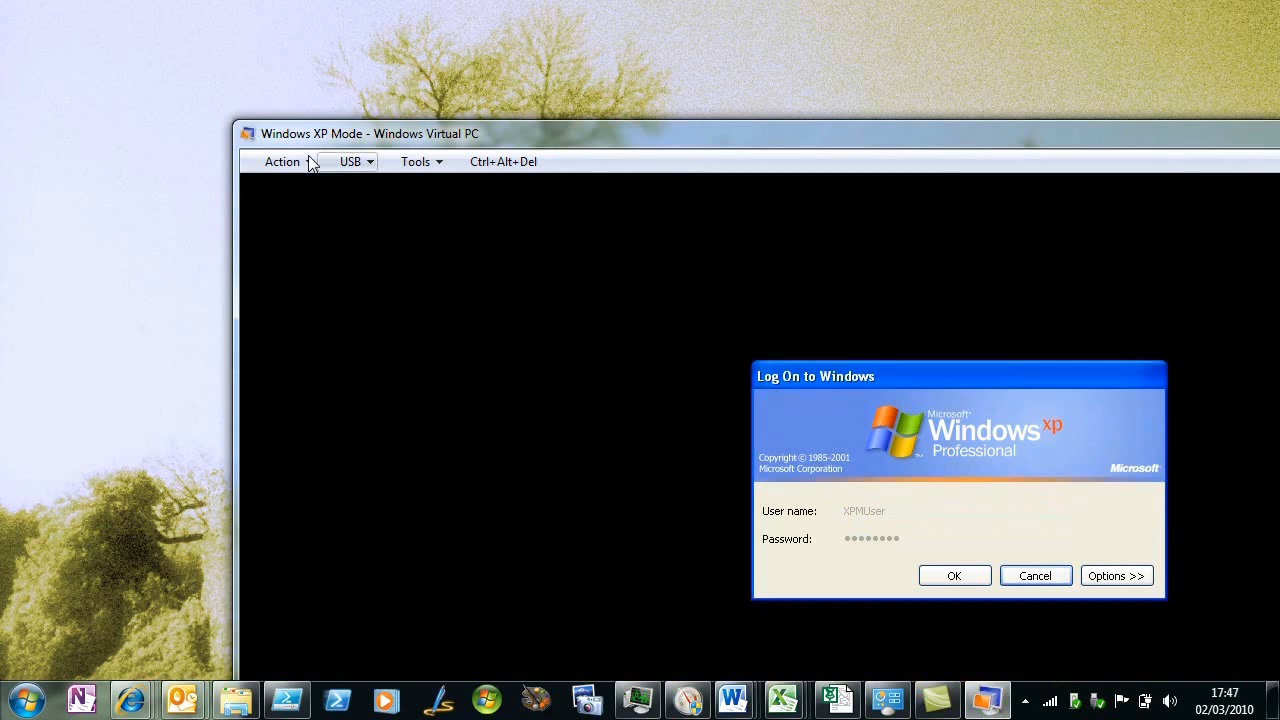 Windows XP Mode - Windows Virtual PC
Action USB Tools Ctrl+Alt+Del
Log On to Windows
Microsoft®
Windows xp
Professional
Copyright © 1985-2001
Microsoft Corporation
Microsoft
User name: XPMUser
Password: ••••••••
OK Cancel Options >>
17:47
02/03/2010